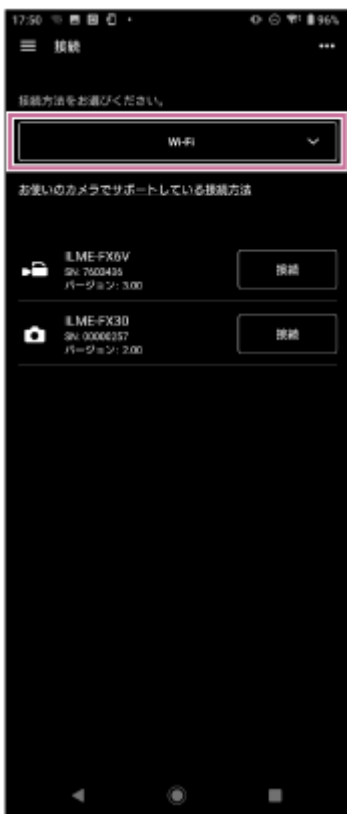 17:50
96%
接続
接続方法をお選びください。
Wi-Fi
お使いのカメラでサポートしている接続方法
ILME-FX6V
SN: 7603435
バージョン: 3.00
接続
ILME-FX30
SN: 00000257
バージョン: 2.00
接続